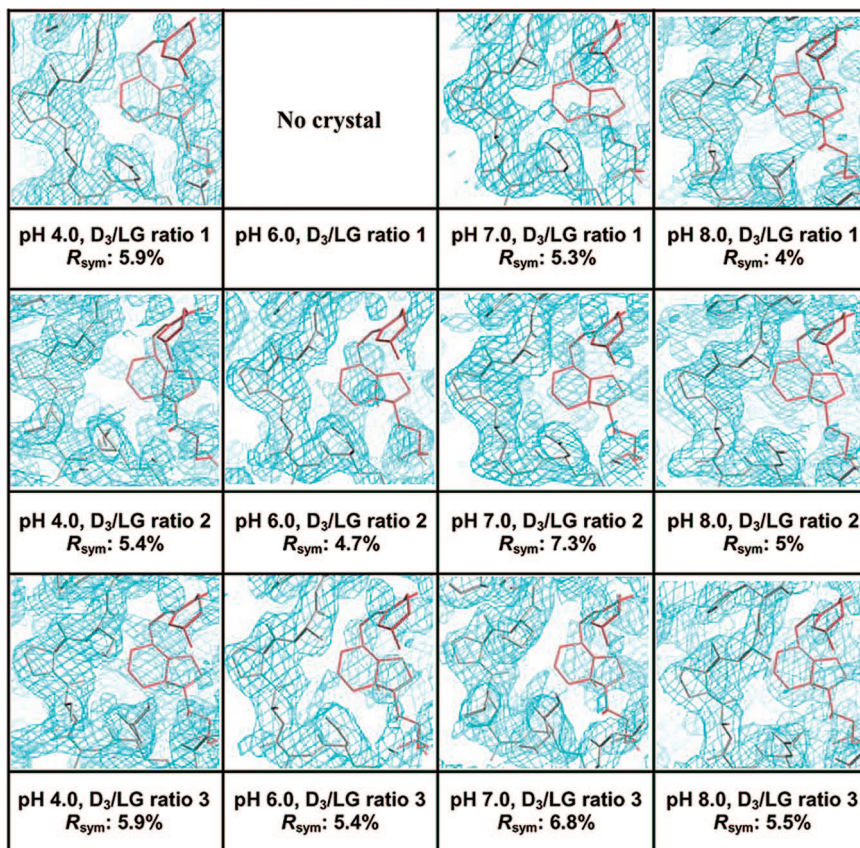 No crystal
pH 4.0, D₃/LG ratio 1
Rsym: 5.9%
pH 6.0, D₃/LG ratio 1
pH 7.0, D₃/LG ratio 1
Rsym: 5.3%
pH 8.0, D₃/LG ratio 1
Rsym: 4%
pH 4.0, D₃/LG ratio 2
Rsym: 5.4%
pH 6.0, D₃/LG ratio 2
Rsym: 4.7%
pH 7.0, D₃/LG ratio 2
Rsym: 7.3%
pH 8.0, D₃/LG ratio 2
Rsym: 5%
pH 4.0, D₃/LG ratio 3
Rsym: 5.9%
pH 6.0, D₃/LG ratio 3
Rsym: 5.4%
pH 7.0, D₃/LG ratio 3
Rsym: 6.8%
pH 8.0, D₃/LG ratio 3
Rsym: 5.5%